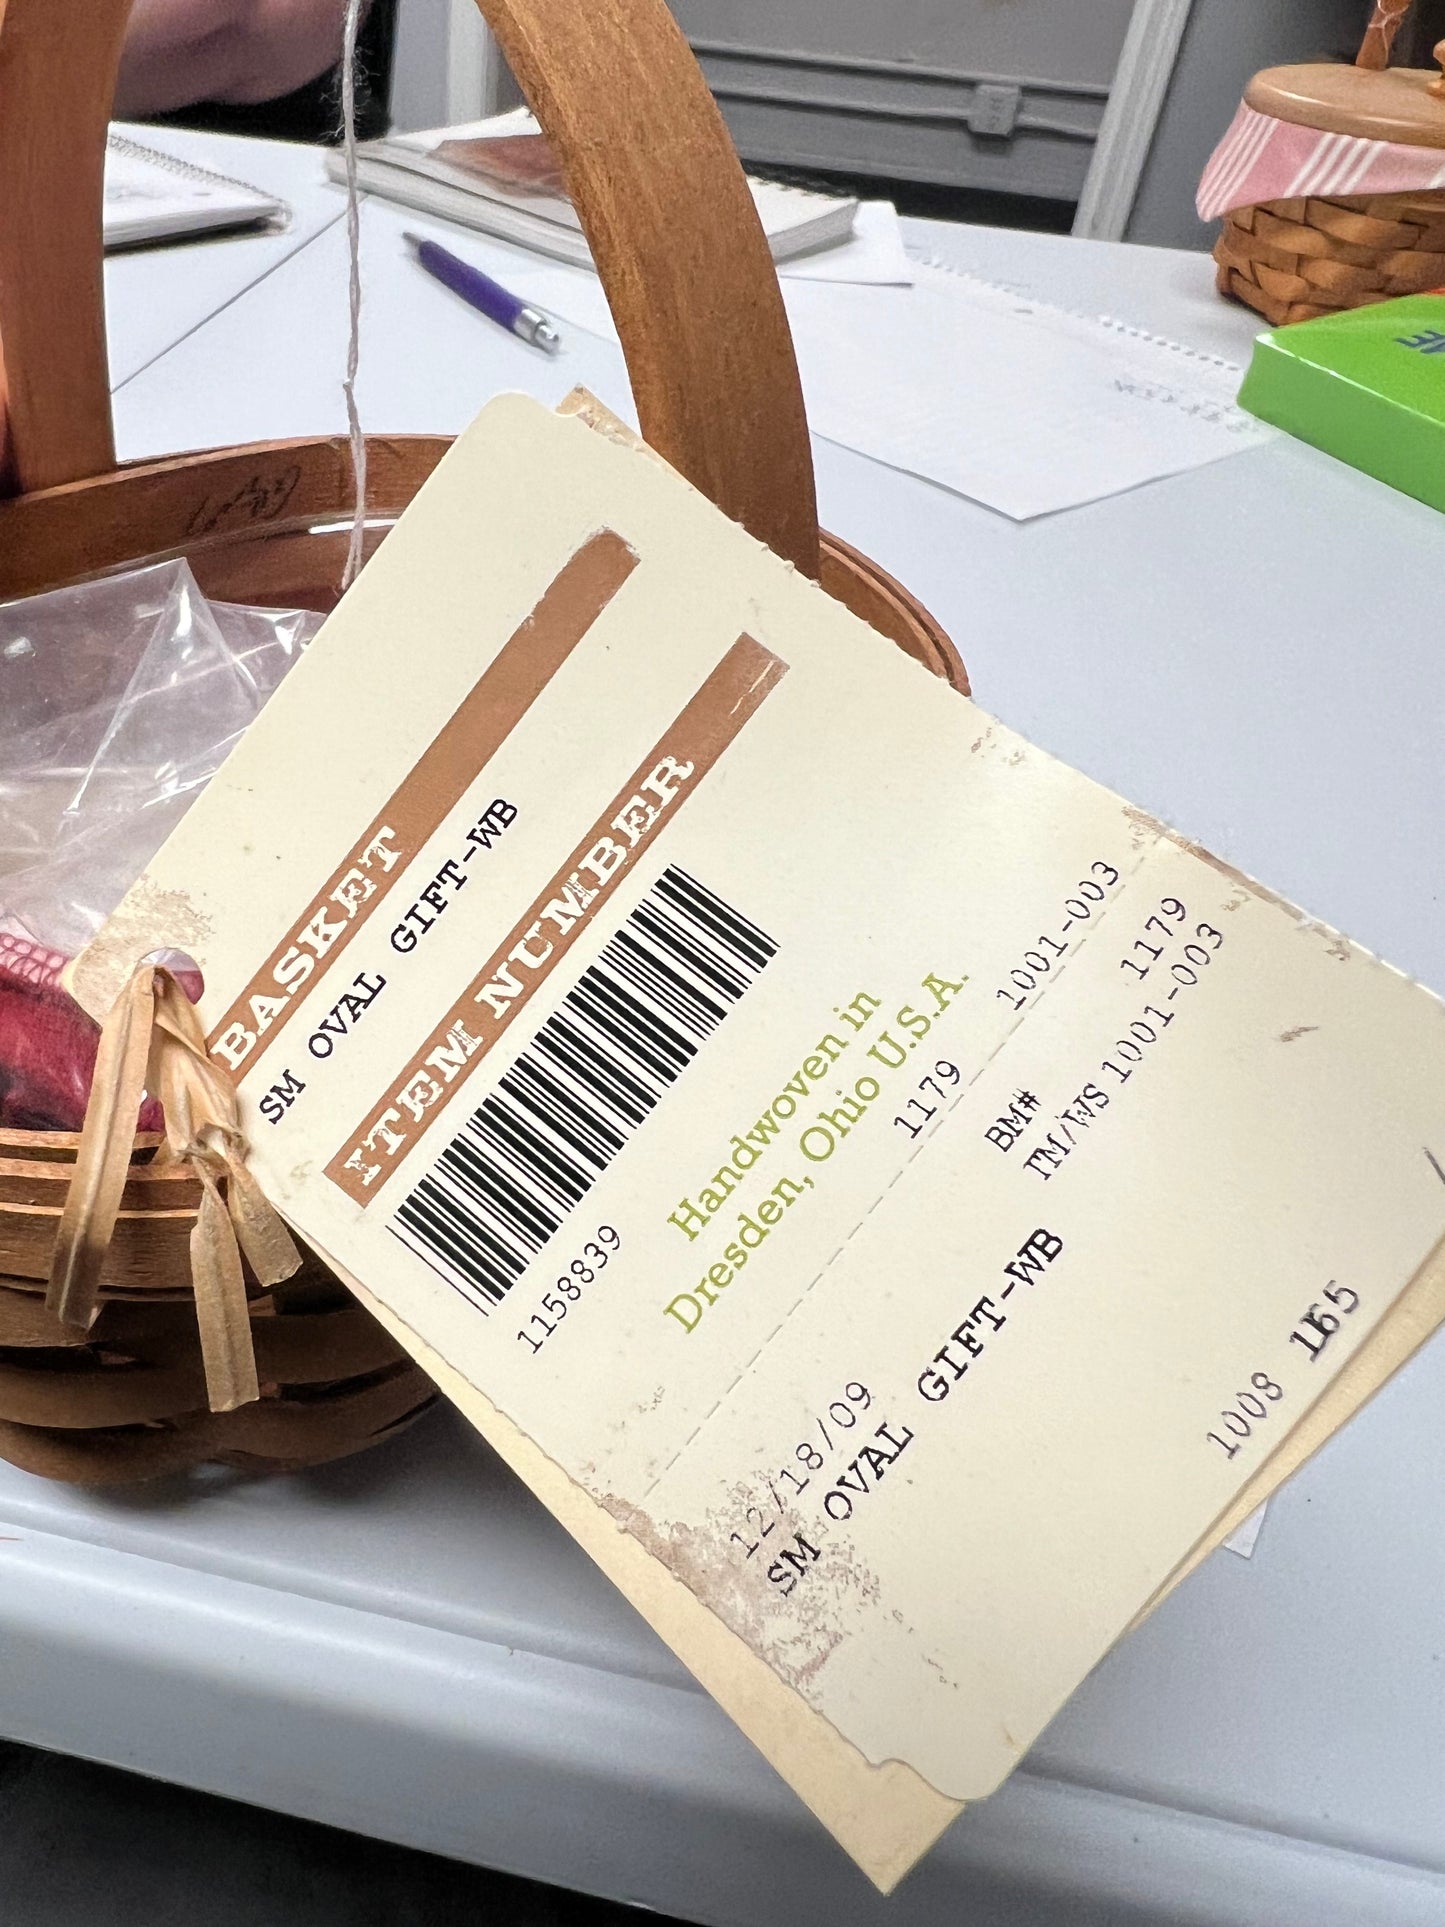 BASKET
SM OVAL GIFT-WB
ITEM NUMBER
1158839
Handwoven in
Dresden, Ohio U.S.A.
1179 1001-003
12/18/09 BM# 1179
SM OVAL GIFT-WB TM/WS 1001-003
1008 165